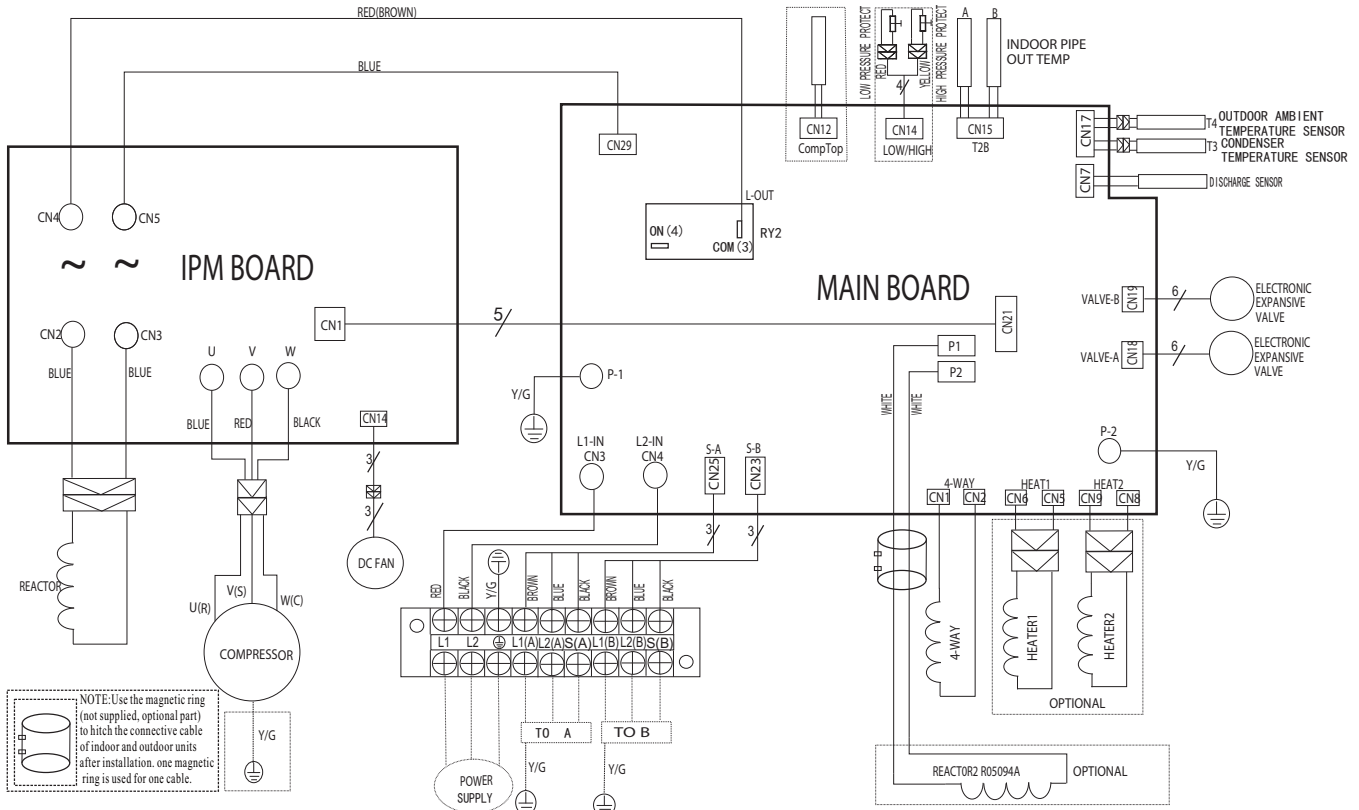 RED(BROWN)
BLUE
LOW PRESSURE PROTECT
RED
YELLOW
HIGH PRESSURE PROTECT
4
A
B
INDOOR PIPE
OUT TEMP
CN12
CompTop
CN14
LOW/HIGH
CN15
T2B
CN17
T4 OUTDOOR AMBIENT
TEMPERATURE SENSOR
T3 CONDENSER
TEMPERATURE SENSOR
CN7
DISCHARGE SENSOR
CN29
L-OUT
ON (4)
COM (3)
RY2
CN4
CN5
~
~
IPM BOARD
MAIN BOARD
CN2
CN3
CN1
5
CN21
U
V
W
BLUE
BLUE
BLUE
RED
BLACK
CN14
3
3
DC FAN
VALVE-B
CN19
6
ELECTRONIC
EXPANSIVE
VALVE
VALVE-A
CN18
6
ELECTRONIC
EXPANSIVE
VALVE
P1
P2
WHITE
WHITE
P-1
Y/G
P-2
Y/G
L1-IN
CN3
L2-IN
CN4
S-A
CN25
S-B
CN23
3
3
4-WAY
CN1
CN2
HEAT1
CN6
CN5
HEAT2
CN9
CN8
REACTOR
U(R)
V(S)
W(C)
COMPRESSOR
Y/G
RED
BLACK
Y/G
BROWN
BLUE
BLACK
BROWN
BLUE
BLACK
L1
L2
L1(A)
L2(A)
S(A)
L1(B)
L2(B)
S(B)
TO A
TO B
Y/G
Y/G
POWER
SUPPLY
4-WAY
HEATER1
HEATER2
OPTIONAL
REACTOR2 R05094A
OPTIONAL
NOTE:Use the magnetic ring
(not supplied, optional part)
to hitch the connective cable
of indoor and outdoor units
after installation. one magnetic
ring is used for one cable.